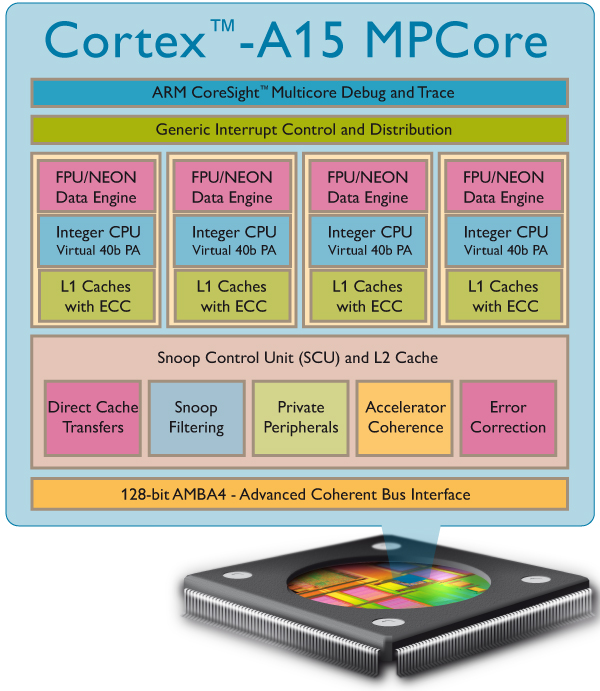 Cortex™-A15 MPCore
ARM CoreSight™ Multicore Debug and Trace
Generic Interrupt Control and Distribution
FPU/NEON
Data Engine
Integer CPU
Virtual 40b PA
L1 Caches
with ECC
FPU/NEON
Data Engine
Integer CPU
Virtual 40b PA
L1 Caches
with ECC
FPU/NEON
Data Engine
Integer CPU
Virtual 40b PA
L1 Caches
with ECC
FPU/NEON
Data Engine
Integer CPU
Virtual 40b PA
L1 Caches
with ECC
Snoop Control Unit (SCU) and L2 Cache
Direct Cache
Transfers
Snoop
Filtering
Private
Peripherals
Accelerator
Coherence
Error
Correction
128-bit AMBA4 - Advanced Coherent Bus Interface